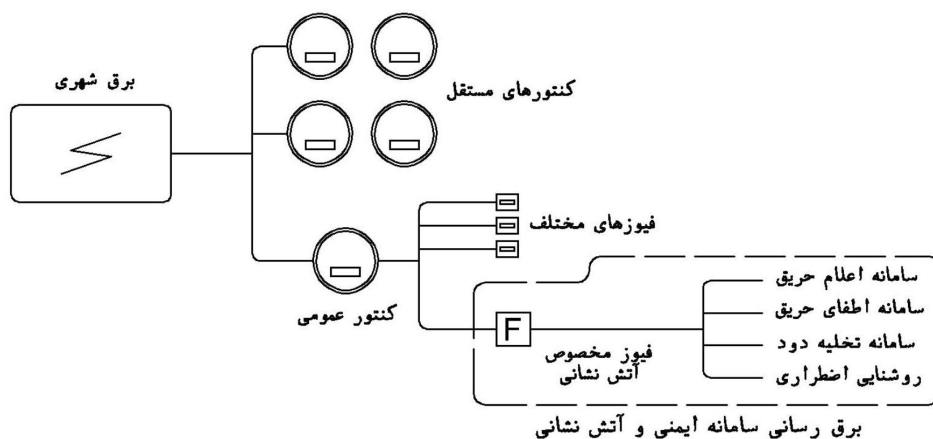 برق شهری
کنتورهای مستقل
فیوزهای مختلف
کنتور عمومی
F
فیوز مخصوص
آتش نشانی
سامانه اعلام حریق
سامانه اطفای حریق
سامانه تخلیه دود
روشنایی اضطراری
برق رسانی سامانه ایمنی و آتش نشانی